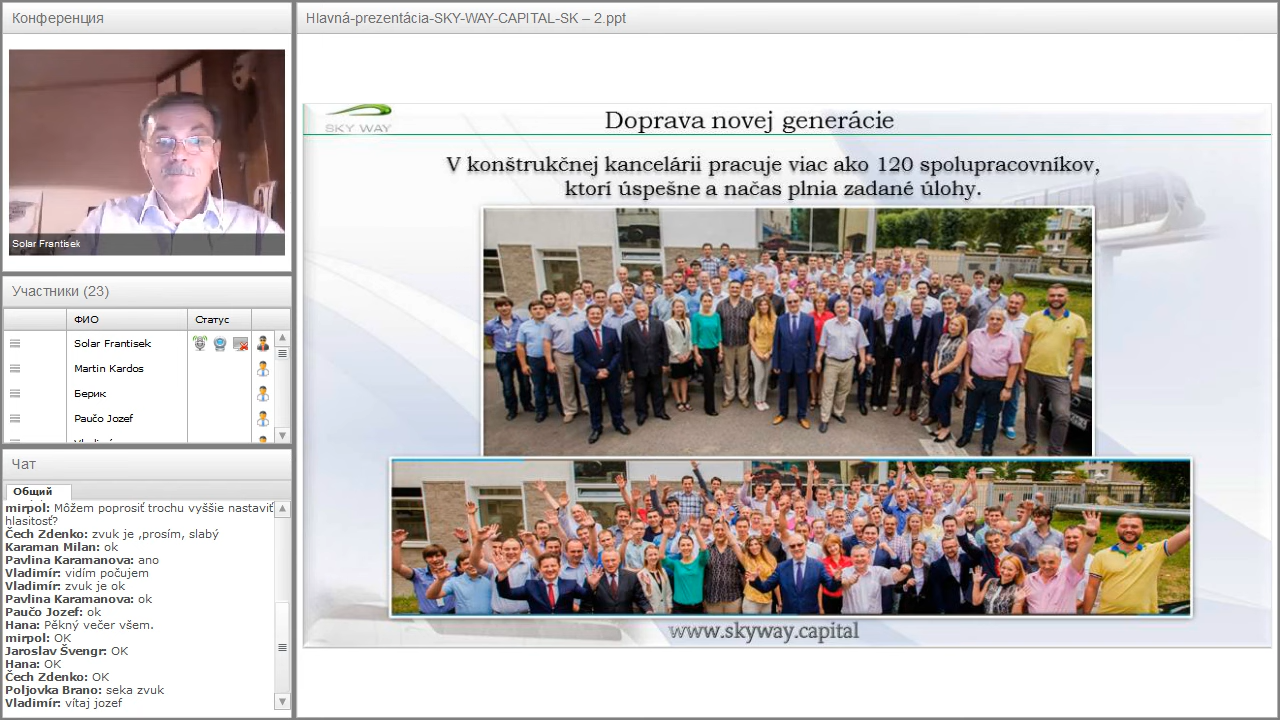 Конференция
Solar Frantisek
Участники (23)
ФИО
Статус
Solar Frantisek
Martin Kardos
Берик
Paučo Jozef
Чат
Общий
mirpol: Môžem poprosiť trochu vyššie nastaviť
hlasitosť?
Čech Zdenko: zvuk je ,prosím, slabý
Karaman Milan: ok
Pavlina Karamanova: ano
Vladimír: vidím počujem
Vladimír: zvuk je ok
Pavlina Karamanova: ok
Paučo Jozef: ok
Hana: Pěkný večer všem.
mirpol: OK
Jaroslav Švengr: OK
Hana: OK
Čech Zdenko: OK
Poljovka Brano: seka zvuk
Vladimír: vítaj jozef
Hlavná-prezentácia-SKY-WAY-CAPITAL-SK – 2.ppt
SKY WAY
Doprava novej generácie
V konštrukčnej kancelárii pracuje viac ako 120 spolupracovníkov,
ktorí úspešne a načas plnia zadané úlohy.
www.skyway.capital